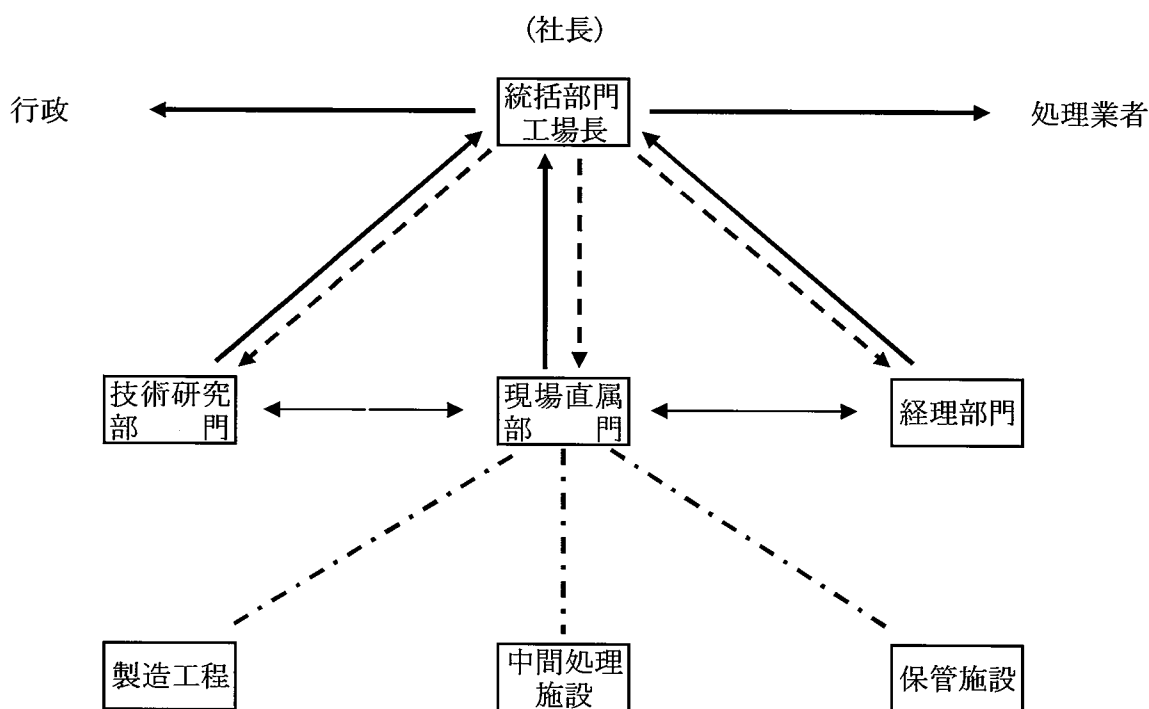 (社長)
行政
統括部門
工場長
処理業者
技術研究
部門
現場直属
部門
経理部門
製造工程
中間処理
施設
保管施設